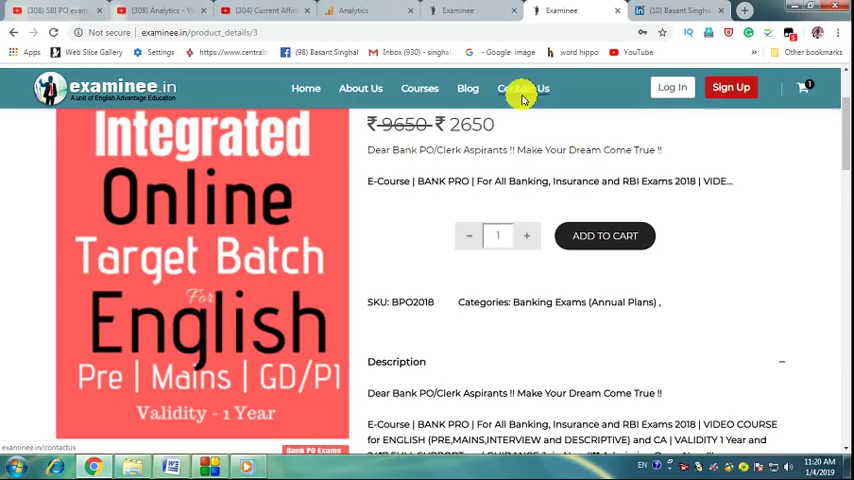 (308) SBI PO exam
(308) Analytics - Yo
(304) Current Affai
Analytics
Examinee
Examinee
(10) Basant Singhal
Not secure | examinee.in/product_details/3
Apps
Web Slice Gallery
Settings
https://www.centralb
(98) Basant Singhal
Inbox (930) - singhal
- Google image
word hippo
YouTube
Other bookmarks
examinee.in
A unit of English Advantage Education
Home
About Us
Courses
Blog
Contact Us
Log In
Sign Up
1
Integrated
Online
Target Batch
For
English
Pre | Mains | GD/PI
Validity - 1 Year
₹ 9650 ₹ 2650
Dear Bank PO/Clerk Aspirants !! Make Your Dream Come True !!
E-Course | BANK PRO | For All Banking, Insurance and RBI Exams 2018 | VIDE...
- 1 +
ADD TO CART
SKU: BPO2018
Categories: Banking Exams (Annual Plans) ,
Description
Dear Bank PO/Clerk Aspirants !! Make Your Dream Come True !!
E-Course | BANK PRO | For All Banking, Insurance and RBI Exams 2018 | VIDEO COURSE
for ENGLISH (PRE,MAINS,INTERVIEW and DESCRIPTIVE) and CA | VALIDITY 1 Year and
Bank PO Exams
examinee.in/contactus
EN
11:20 AM
1/4/2019